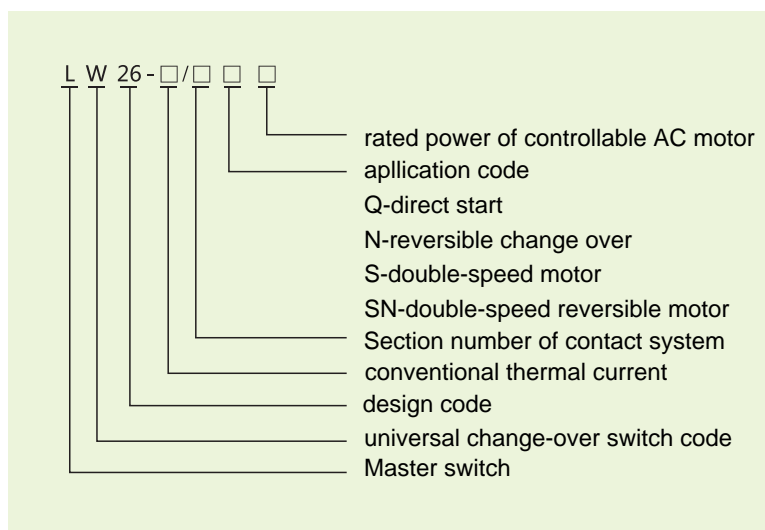 L W 26-□/□ □ □
rated power of controllable AC motor
apllication code
Q-direct start
N-reversible change over
S-double-speed motor
SN-double-speed reversible motor
Section number of contact system
conventional thermal current
design code
universal change-over switch code
Master switch